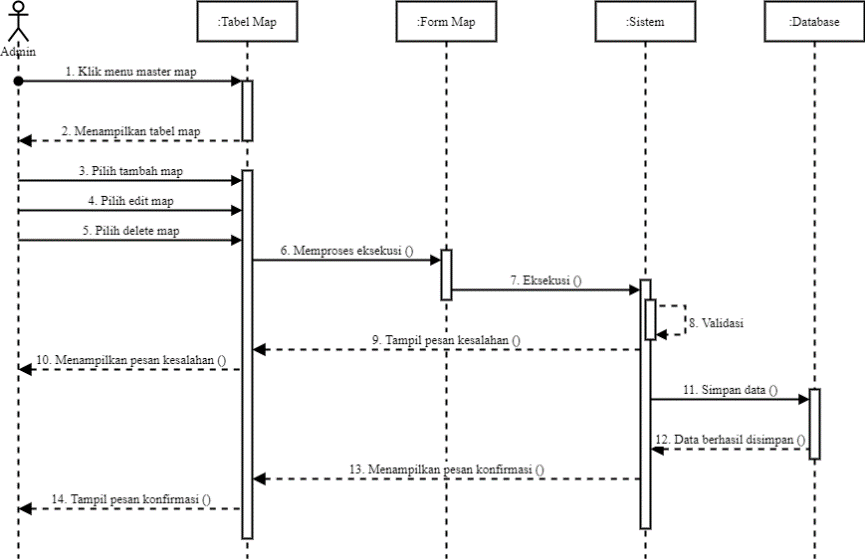 :Tabel Map
:Form Map
:Sistem
:Database
Admin
1. Klik menu master map
2. Menampilkan tabel map
3. Pilih tambah map
4. Pilih edit map
5. Pilih delete map
6. Memproses eksekusi ()
7. Eksekusi ()
8. Validasi
9. Tampil pesan kesalahan ()
10. Menampilkan pesan kesalahan ()
11. Simpan data ()
12. Data berhasil disimpan ()
13. Menampilkan pesan konfirmasi ()
14. Tampil pesan konfirmasi ()